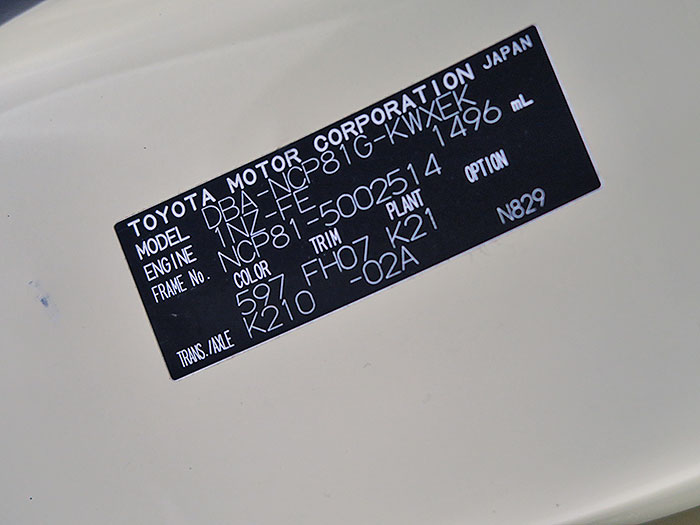 TOYOTA MOTOR CORPORATION JAPAN
MODEL DBA-NCP81G-KWXEK
ENGINE 1NZ-FE 1496 mL
FRAME No. NCP81-5002514
COLOR TRIM PLANT OPTION
597 FH07 K21
TRANS./AXLE K210 -02A N829